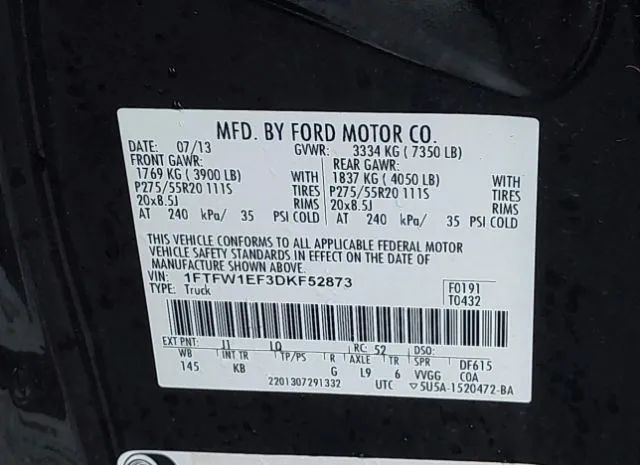 MFD. BY FORD MOTOR CO.
DATE: 07/13 GVWR: 3334 KG ( 7350 LB)
FRONT GAWR: REAR GAWR:
1769 KG ( 3900 LB) WITH 1837 KG ( 4050 LB) WITH
P275/55R20 111S TIRES P275/55R20 111S TIRES
20x8.5J RIMS 20x8.5J RIMS
AT 240 kPa/ 35 PSI COLD AT 240 kPa/ 35 PSI COLD
THIS VEHICLE CONFORMS TO ALL APPLICABLE FEDERAL MOTOR
VEHICLE SAFETY STANDARDS IN EFFECT ON THE DATE OF
MANUFACTURE SHOWN ABOVE.
VIN: 1FTFW1EF3DKF52873 F0191
TYPE: Truck T0432
EXT PNT: RC: 52 DSO:
WB INT TR TP/PS R AXLE TR SPR DF615
145 KB G L9 6 VVGG COA
2201307291332 UTC ▽5U5A-1520472-BA